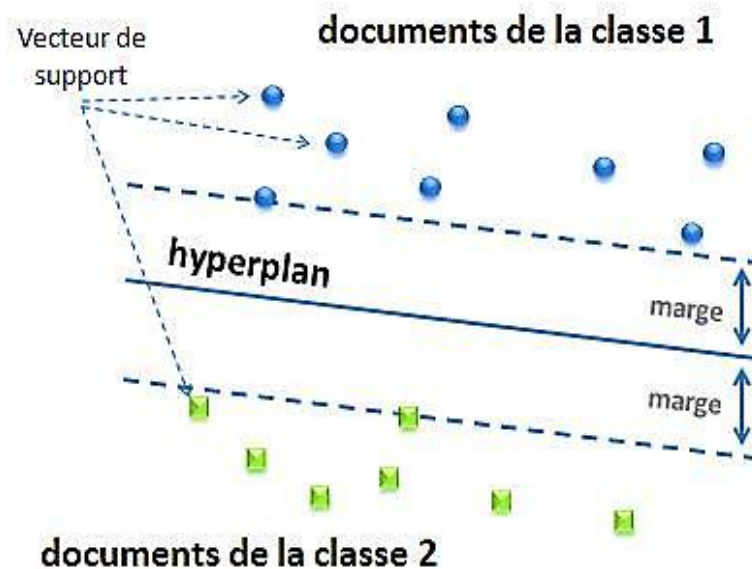 documents de la classe 1
Vecteur de
support
hyperplan
marge
marge
documents de la classe 2